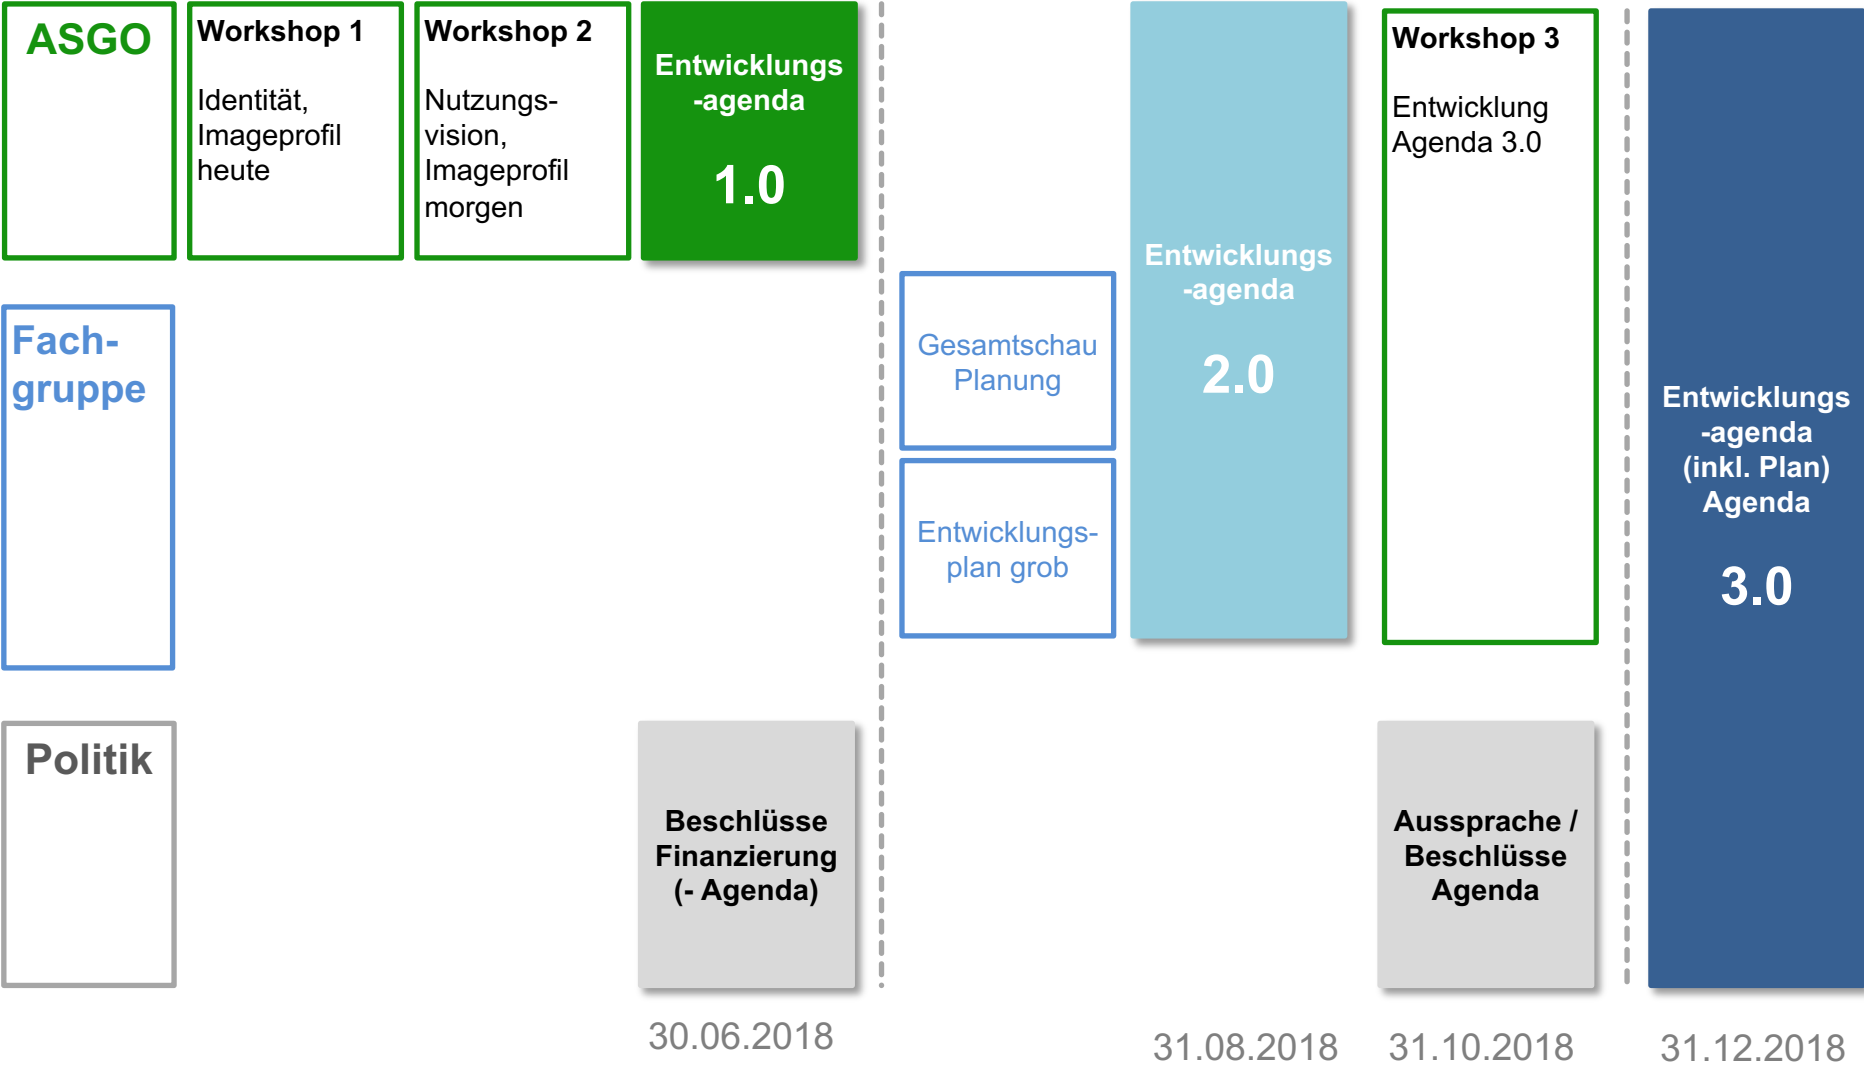 ASGO
Workshop 1
Identität,
Imageprofil
heute
Workshop 2
Nutzungs-
vision,
Imageprofil
morgen
Entwicklungs
-agenda
1.0
Entwicklungs
-agenda
2.0
Workshop 3
Entwicklung
Agenda 3.0
Entwicklungs
-agenda
(inkl. Plan)
Agenda
3.0
Fach-
gruppe
Gesamtschau
Planung
Entwicklungs-
plan grob
Politik
Beschlüsse
Finanzierung
(- Agenda)
Aussprache /
Beschlüsse
Agenda
30.06.2018
31.08.2018
31.10.2018
31.12.2018